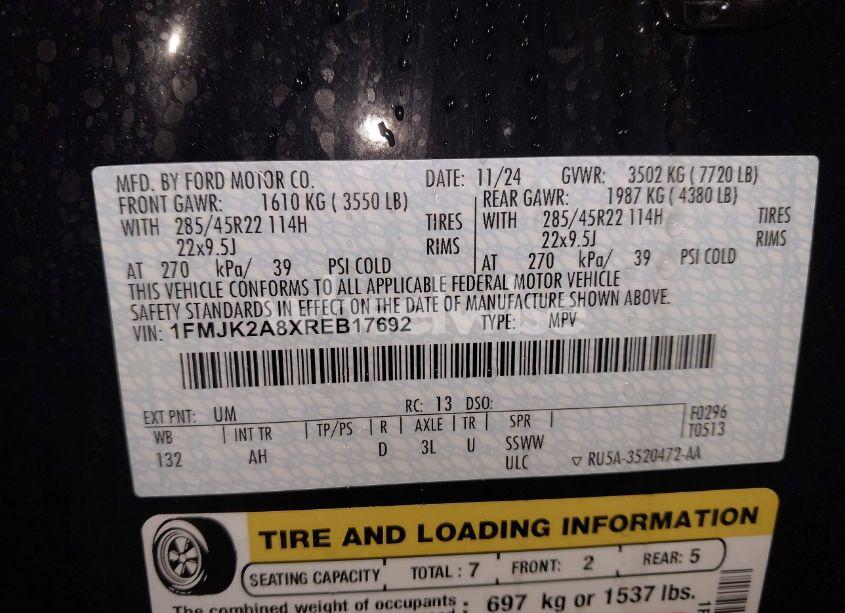 MFD. BY FORD MOTOR CO. DATE: 11/24 GVWR: 3502 KG ( 7720 LB)
FRONT GAWR: 1610 KG ( 3550 LB) REAR GAWR: 1987 KG ( 4380 LB)
WITH 285/45R22 114H TIRES WITH 285/45R22 114H TIRES
22x9.5J RIMS 22x9.5J RIMS
AT 270 kPa/ 39 PSI COLD AT 270 kPa/ 39 PSI COLD
THIS VEHICLE CONFORMS TO ALL APPLICABLE FEDERAL MOTOR VEHICLE
SAFETY STANDARDS IN EFFECT ON THE DATE OF MANUFACTURE SHOWN ABOVE.
VIN: 1FMJK2A8XREB17692 TYPE: MPV
EXT PNT: UM RC: 13 DSO:
WB INT TR TP/PS R AXLE TR SPR F0296
132 AH D 3L U SSWW T0513
ULC ▽ RU5A-3520472-AA
TIRE AND LOADING INFORMATION
SEATING CAPACITY TOTAL : 7 FRONT: 2 REAR: 5
The combined weight of occupants 697 kg or 1537 lbs.